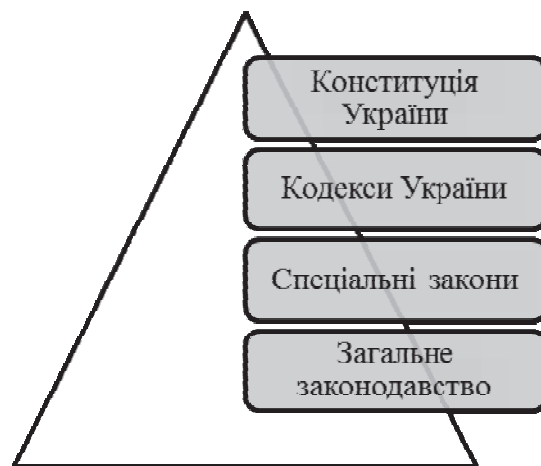 Конституція
України
Кодекси України
Спеціальні закони
Загальне
законодавство